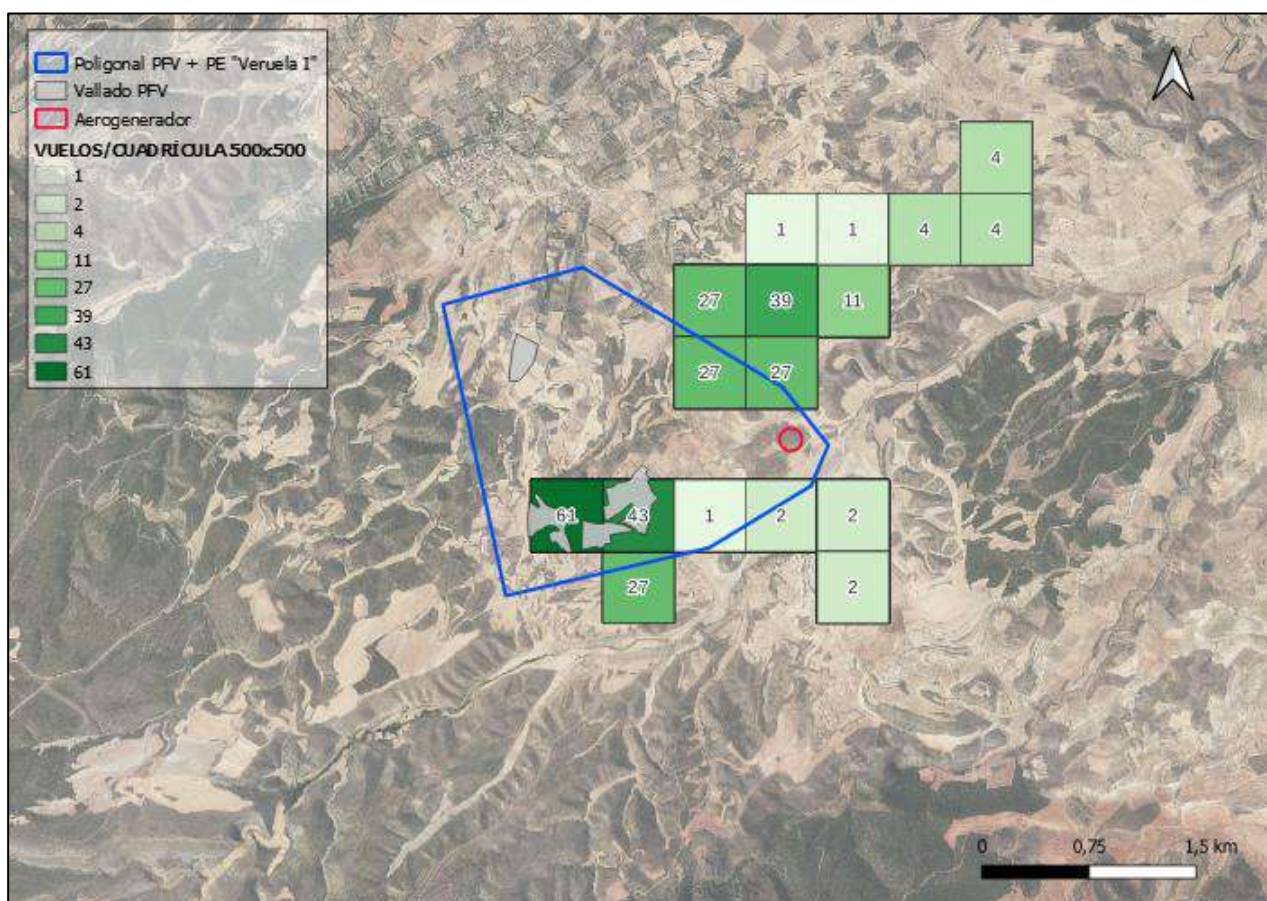 Poligonal PFV + PE "Veruela I"
Vallado PFV
Aerogenerador
VUELOS/CUADRÍCULA 500x500
1
2
4
11
27
39
43
61
4
1 1 4 4
27 39 11
27 27
61 43 1 2 2
27 2
0 0,75 1,5 km